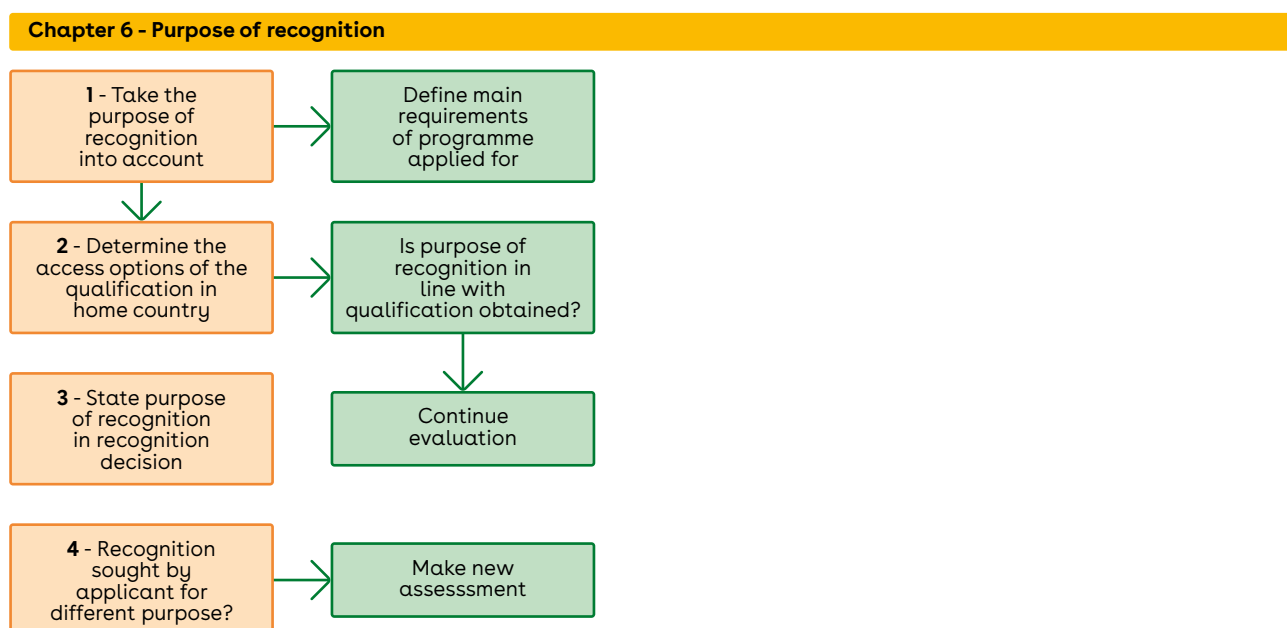 Chapter 6 - Purpose of recognition
1 - Take the
purpose of
recognition
into account
Define main
requirements
of programme
applied for
2 - Determine the
access options of the
qualification in
home country
Is purpose of
recognition in
line with
qualification obtained?
3 - State purpose
of recognition
in recognition
decision
Continue
evaluation
4 - Recognition
sought by
applicant for
different purpose?
Make new
assesssment